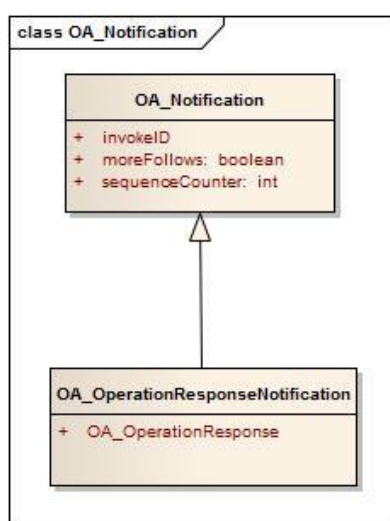 class OA_Notification
OA_Notification
+ invokeID
+ moreFollows: boolean
+ sequenceCounter: int
OA_OperationResponseNotification
+ OA_OperationResponse